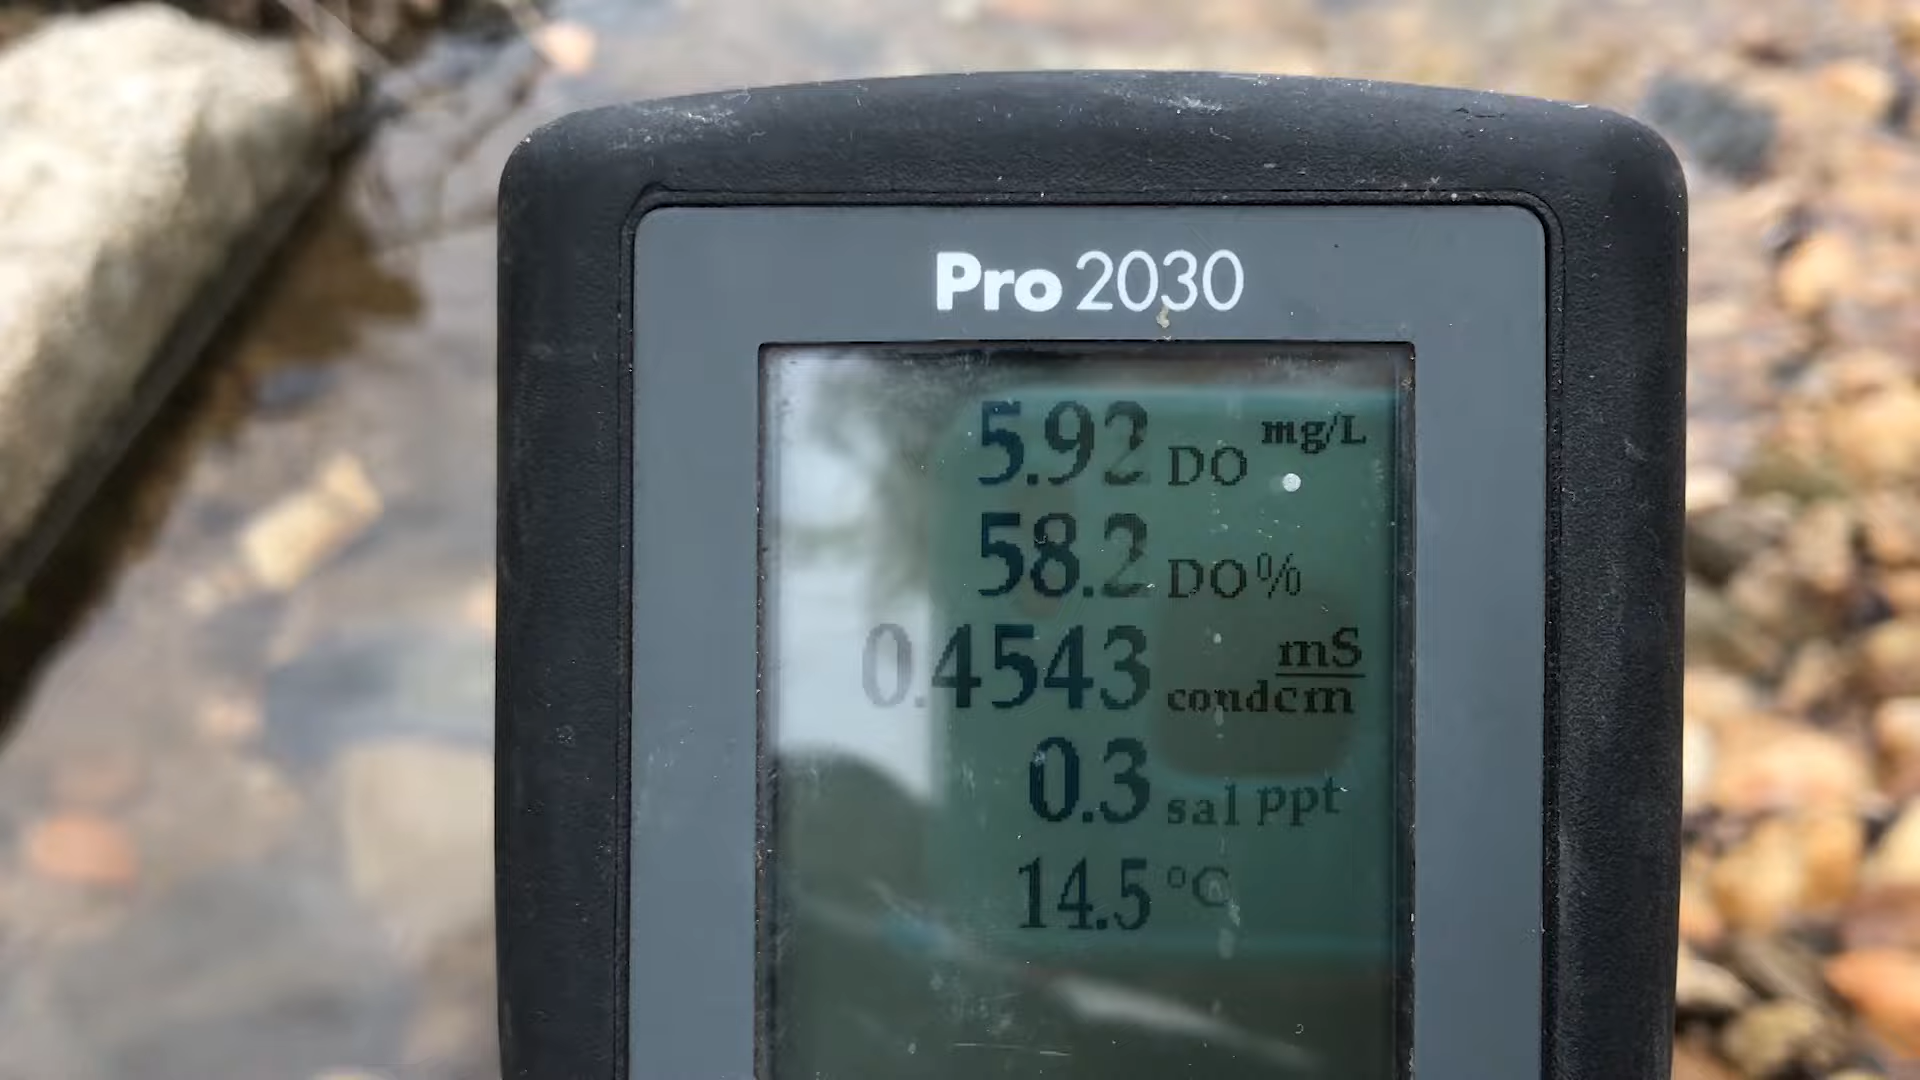 Pro 2030
5.92 DO mg/L
58.2 DO %
0.4543 cond mS/cm
0.3 sal ppt
14.5 °C